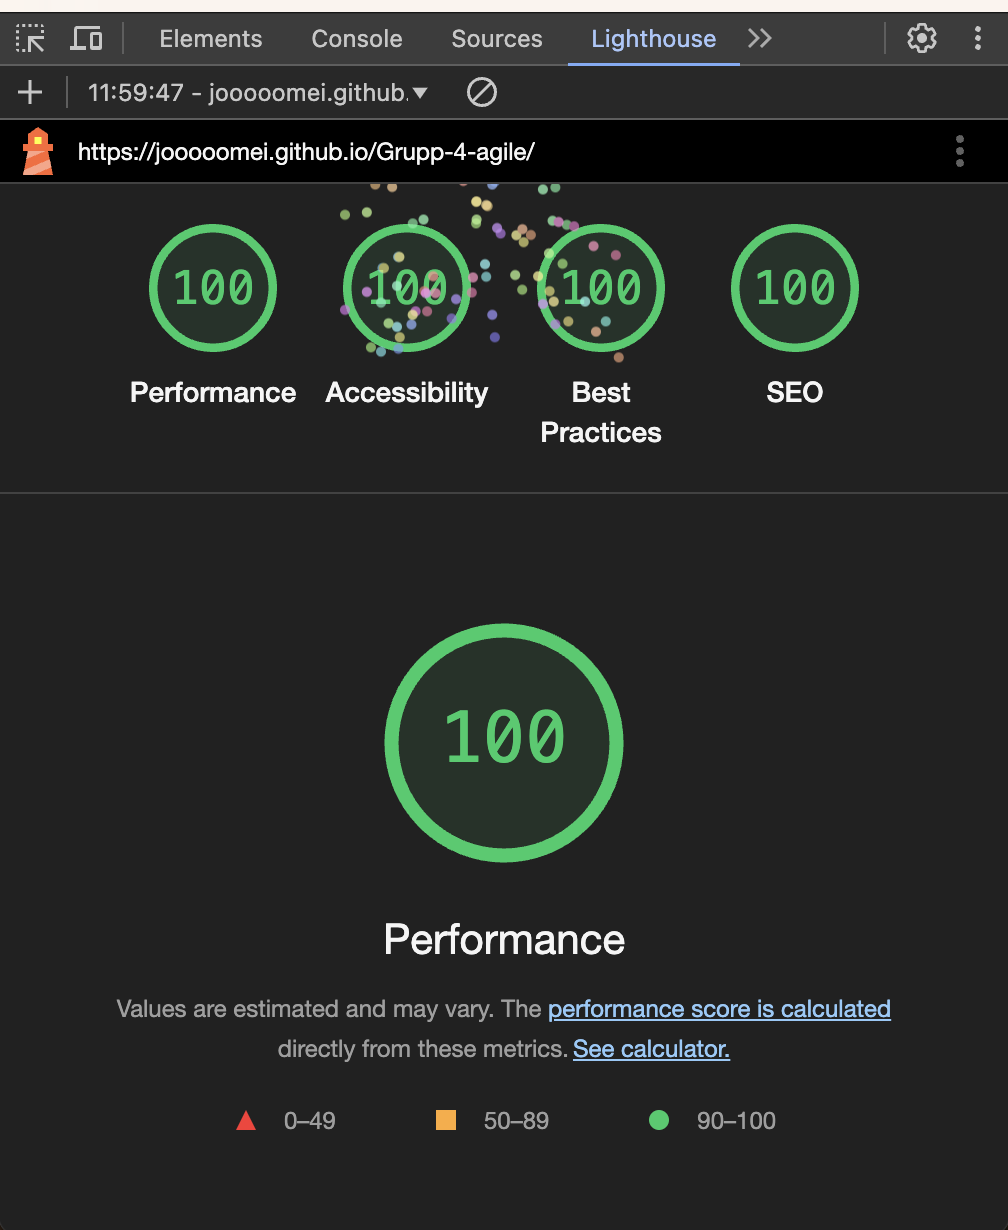 Elements Console Sources Lighthouse
11:59:47 - jooooomei.github.
https://jooooomei.github.io/Grupp-4-agile/
100 100 100 100
Performance Accessibility Best Practices SEO
100
Performance
Values are estimated and may vary. The performance score is calculated
directly from these metrics. See calculator.
0–49 50–89 90–100